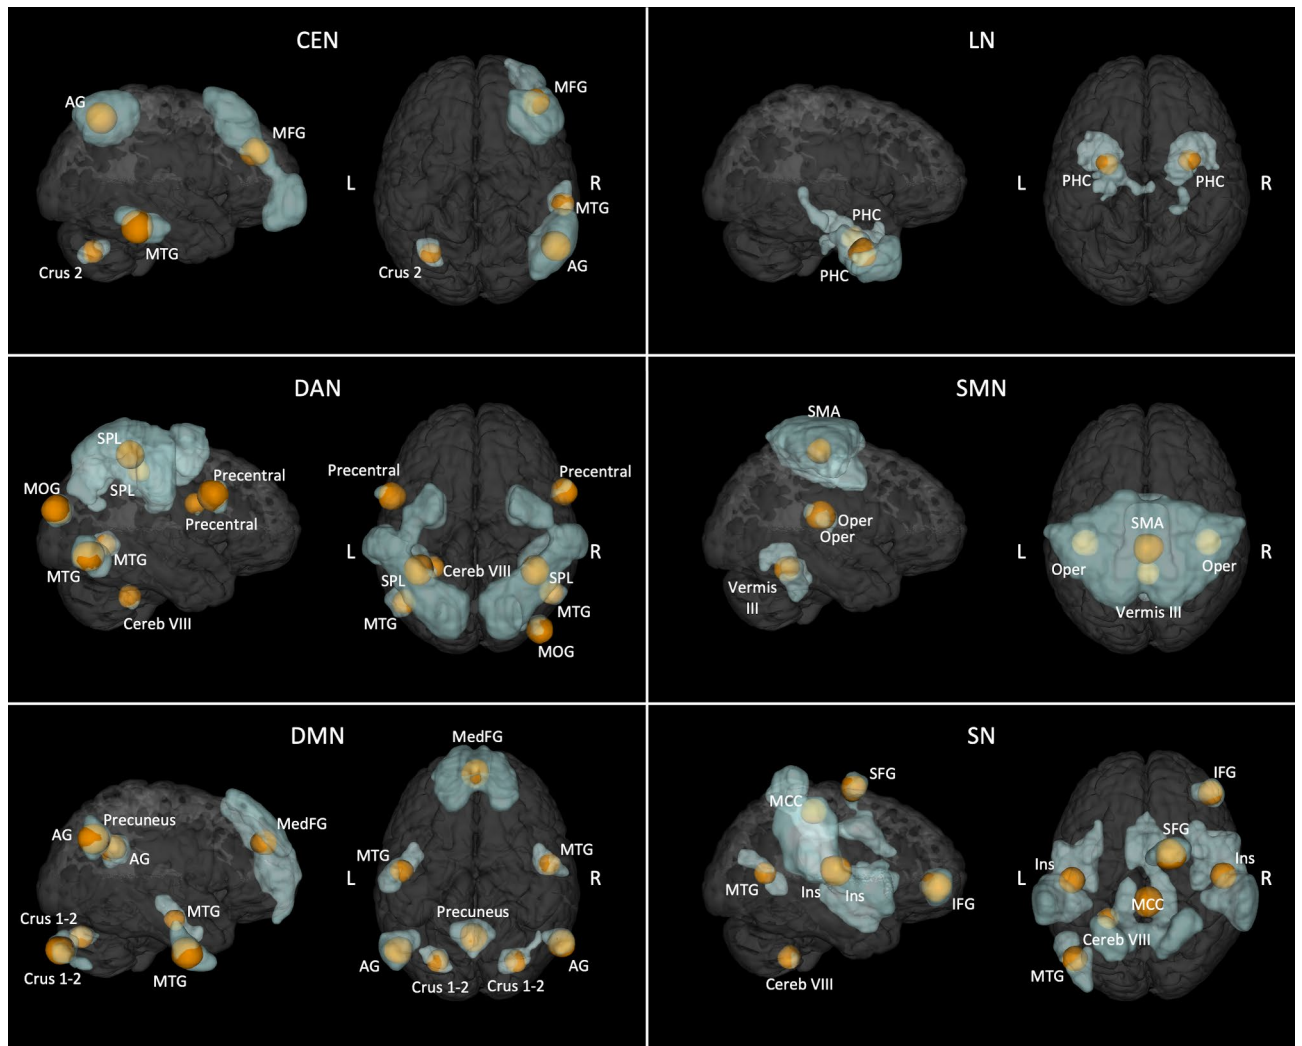 CEN
AG
MFG
MTG
Crus 2
L
R
MFG
MTG
AG
Crus 2
LN
PHC
PHC
L
R
PHC
PHC
DAN
SPL
SPL
MOG
Precentral
Precentral
MTG
MTG
Cereb VIII
Precentral
Precentral
L
R
SPL
Cereb VIII
SPL
MTG
MTG
MOG
SMN
SMA
Oper
Oper
Vermis
III
L
R
SMA
Oper
Oper
Vermis III
DMN
Precuneus
AG
AG
MedFG
Crus 1-2
Crus 1-2
MTG
MTG
MedFG
MTG
MTG
L
R
Precuneus
AG
AG
Crus 1-2
Crus 1-2
SN
SFG
MCC
MTG
Ins
Ins
IFG
Cereb VIII
IFG
SFG
Ins
Ins
L
R
MCC
Cereb VIII
MTG